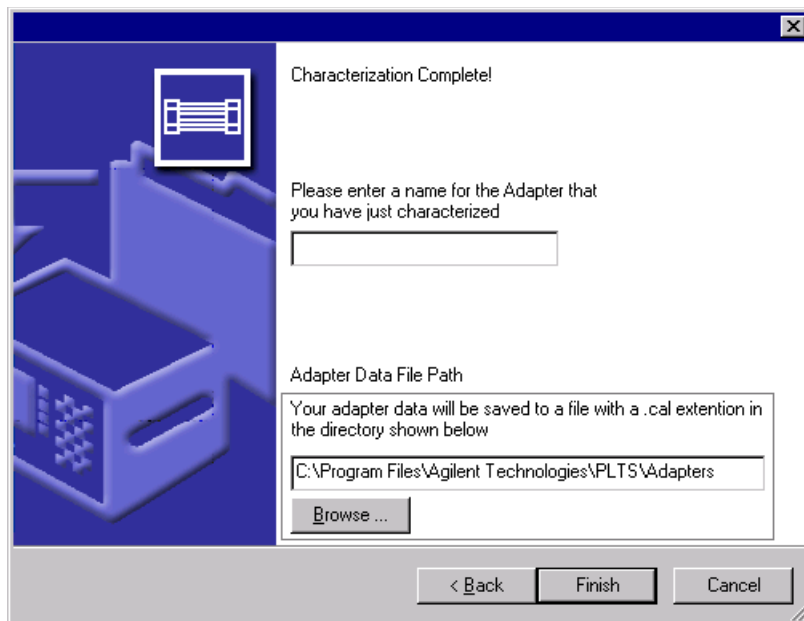 Characterization Complete!
Please enter a name for the Adapter that
you have just characterized
Adapter Data File Path
Your adapter data will be saved to a file with a .cal extention in
the directory shown below
C:\Program Files\Agilent Technologies\PLTS\Adapters
Browse ...
< Back
Finish
Cancel